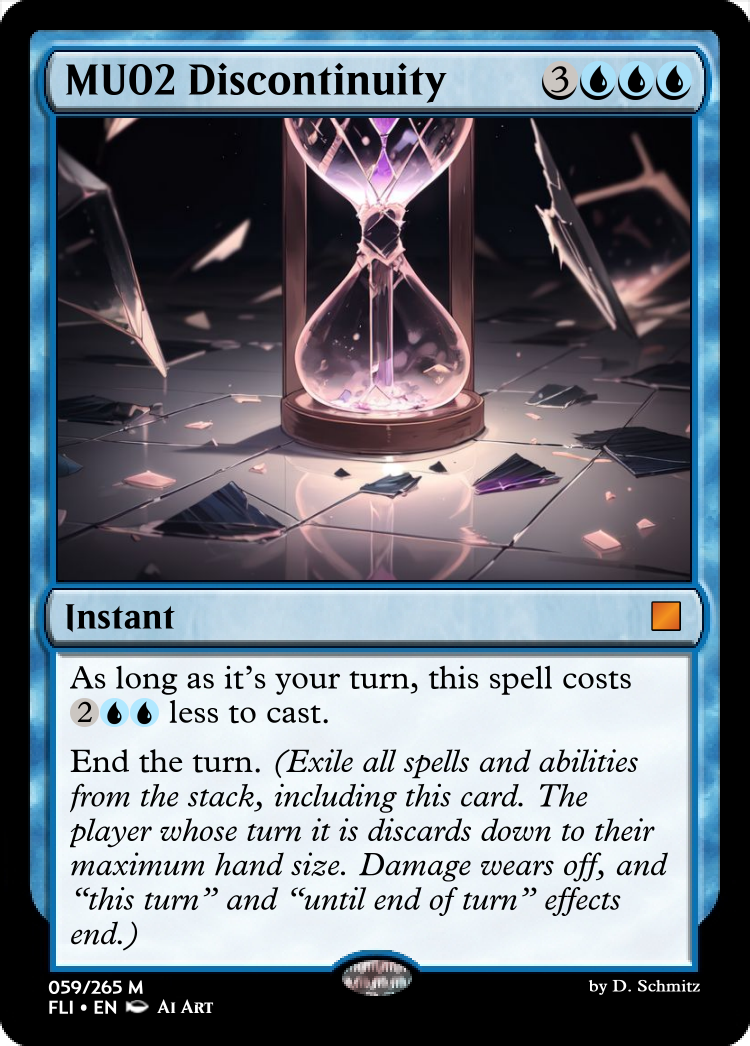 MU02 Discontinuity 3
Instant
As long as it's your turn, this spell costs
2 less to cast.
End the turn. (Exile all spells and abilities
from the stack, including this card. The
player whose turn it is discards down to their
maximum hand size. Damage wears off, and
“this turn” and “until end of turn” effects
end.)
059/265 M
by D. Schmitz
FLI • EN AI ART